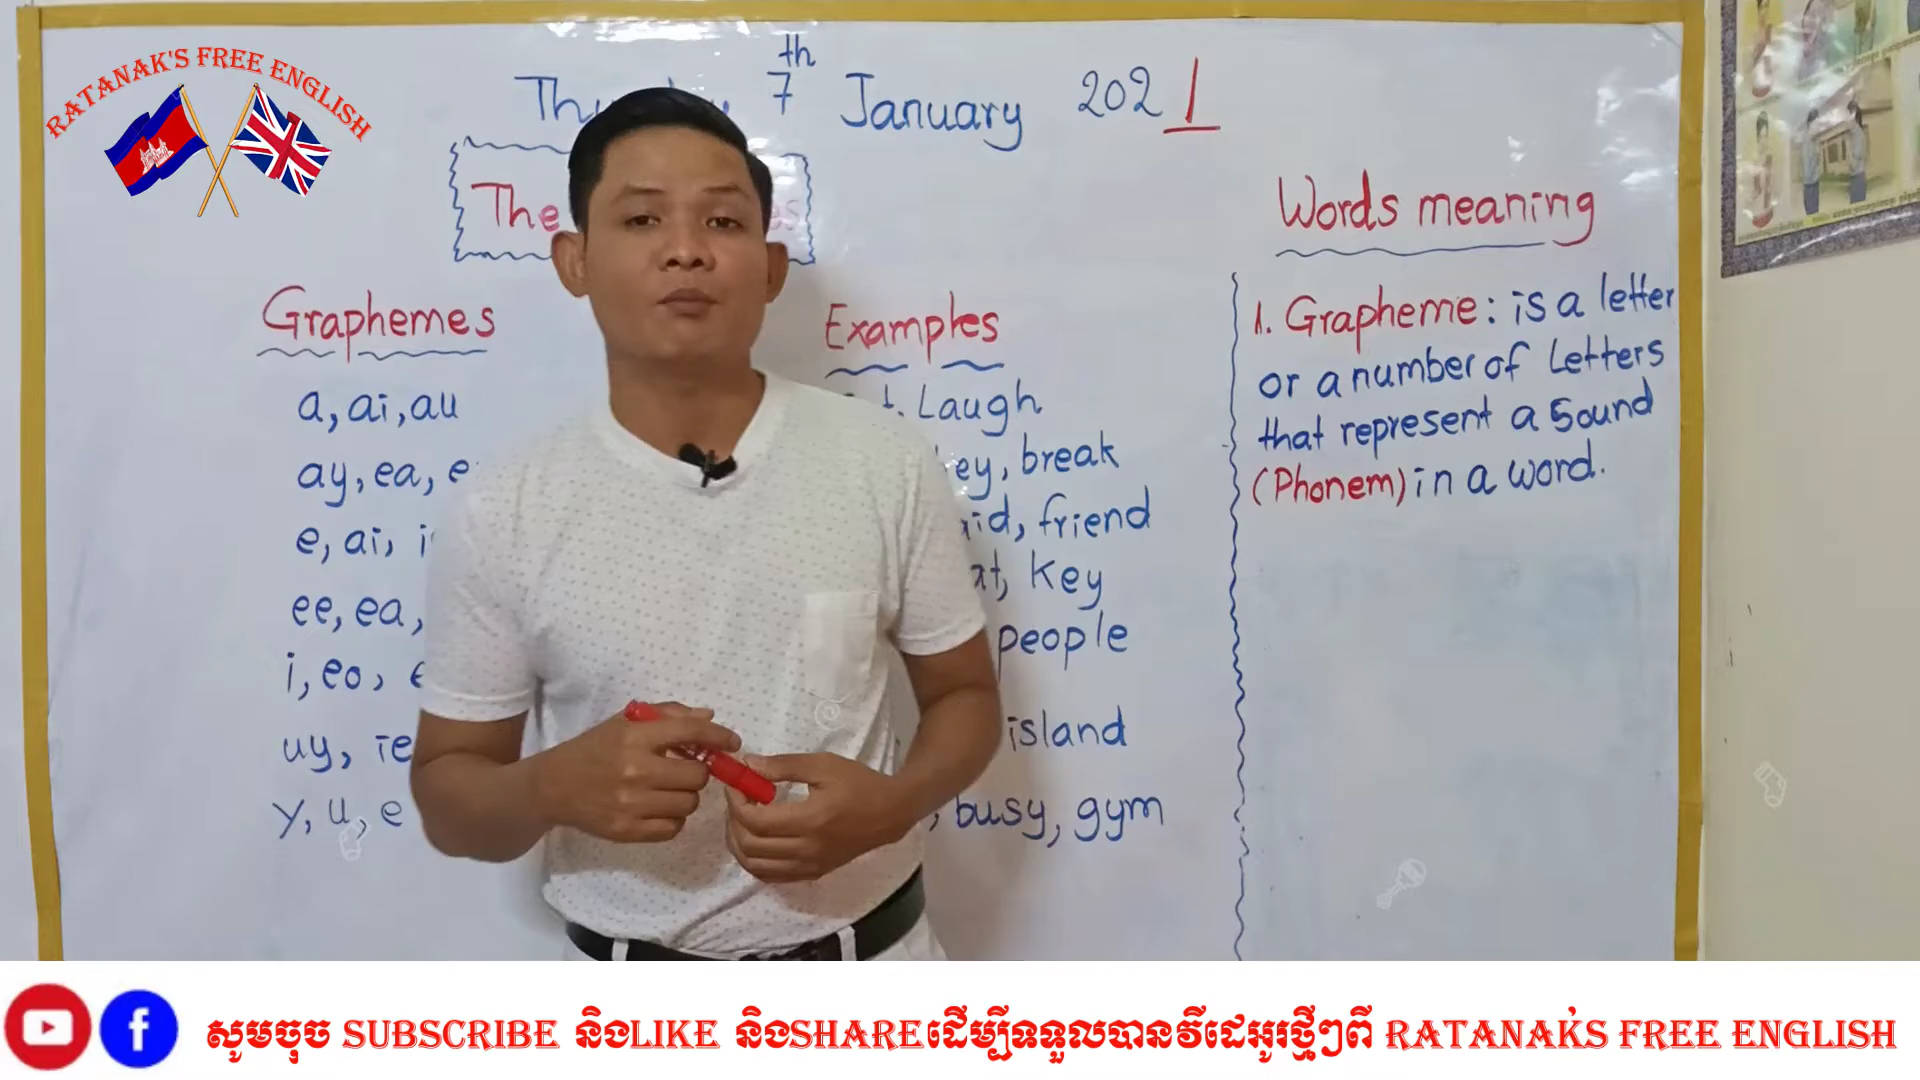 RATANAK'S FREE ENGLISH
7th January 2021
The
Words meaning
Graphemes
Examples
1. Grapheme: is a letter
or a number of Letters
that represent a Sound
(Phonem) in a word.
a, ai, au
Laugh
ay, ea,
break
e, ai,
friend
ee, ea,
key
i, eo,
people
uy, ie
island
y, u, e
busy, gym
សូមចុច SUBSCRIBE និងLIKE និងSHAREដើម្បីទទួលបានវីដេអូរថ្មីៗពី RATANAK'S FREE ENGLISH